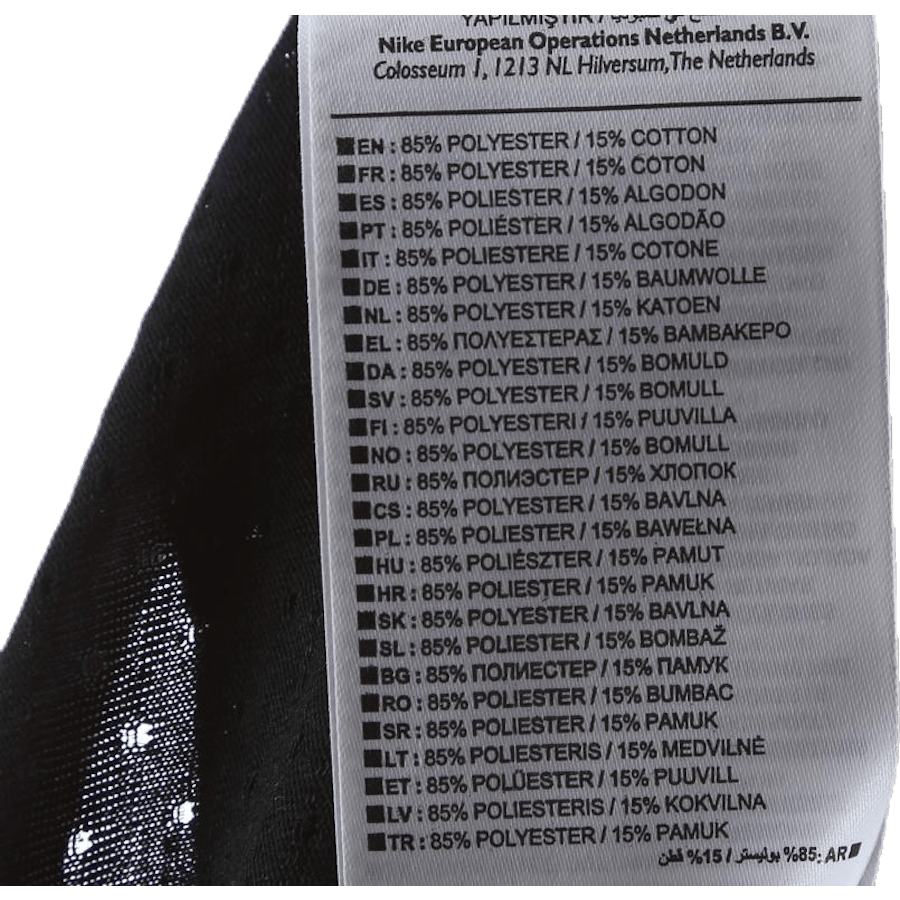 YAPILMIŞTIR /
Nike European Operations Netherlands B.V.
Colosseum 1, 1213 NL Hilversum, The Netherlands
■EN : 85% POLYESTER / 15% COTTON
■FR : 85% POLYESTER / 15% COTON
■ES : 85% POLIESTER / 15% ALGODON
■PT : 85% POLIÉSTER / 15% ALGODÃO
■IT : 85% POLIESTERE / 15% COTONE
■DE : 85% POLYESTER / 15% BAUMWOLLE
■NL : 85% POLYESTER / 15% KATOEN
■EL : 85% ΠΟΛΥΕΣΤΕΡΑΣ / 15% ΒΑΜΒΑΚΕΡΟ
■DA : 85% POLYESTER / 15% BOMULD
■SV : 85% POLYESTER / 15% BOMULL
■FI : 85% POLYESTERI / 15% PUUVILLA
■NO : 85% POLYESTER / 15% BOMULL
■RU : 85% ПОЛИЭСТЕР / 15% ХЛОПОК
■CS : 85% POLYESTER / 15% BAVLNA
■PL : 85% POLIESTER / 15% BAWEŁNA
■HU : 85% POLIÉSZTER / 15% PAMUT
■HR : 85% POLIESTER / 15% PAMUK
■SK : 85% POLYESTER / 15% BAVLNA
■SL : 85% POLIESTER / 15% BOMBAŽ
■BG : 85% ПОЛИЕСТЕР / 15% ПАМУК
■RO : 85% POLIESTER / 15% BUMBAC
■SR : 85% POLIESTER / 15% PAMUK
■LT : 85% POLIESTERIS / 15% MEDVILNĖ
■ET : 85% POLÜESTER / 15% PUUVILL
■LV : 85% POLIESTERIS / 15% KOKVILNA
■TR : 85% POLYESTER / 15% PAMUK
■AR :85% بوليستر / 15% قطن